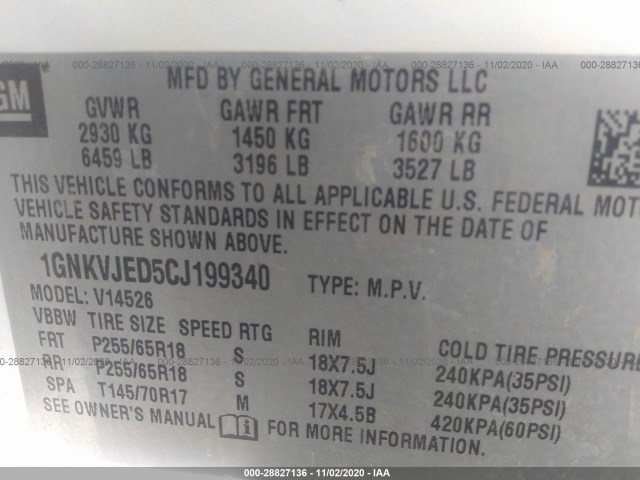 000-28827136 - 11/02/2020 - IAA
GM
MFD BY GENERAL MOTORS LLC
GVWR GAWR FRT GAWR RR
2930 KG 1450 KG 1600 KG
6459 LB 3196 LB 3527 LB
THIS VEHICLE CONFORMS TO ALL APPLICABLE U.S. FEDERAL MOT
VEHICLE SAFETY STANDARDS IN EFFECT ON THE DATE OF
MANUFACTURE SHOWN ABOVE.
1GNKVJED5CJ199340 TYPE: M.P.V.
MODEL: V14526
VBBW TIRE SIZE SPEED RTG RIM COLD TIRE PRESSURE
FRT P255/65R18 S 18X7.5J 240KPA(35PSI)
RR P255/65R18 S 18X7.5J 240KPA(35PSI)
SPA T145/70R17 M 17X4.5B 420KPA(60PSI)
SEE OWNER'S MANUAL FOR MORE INFORMATION.
000-28827136 - 11/02/2020 - IAA